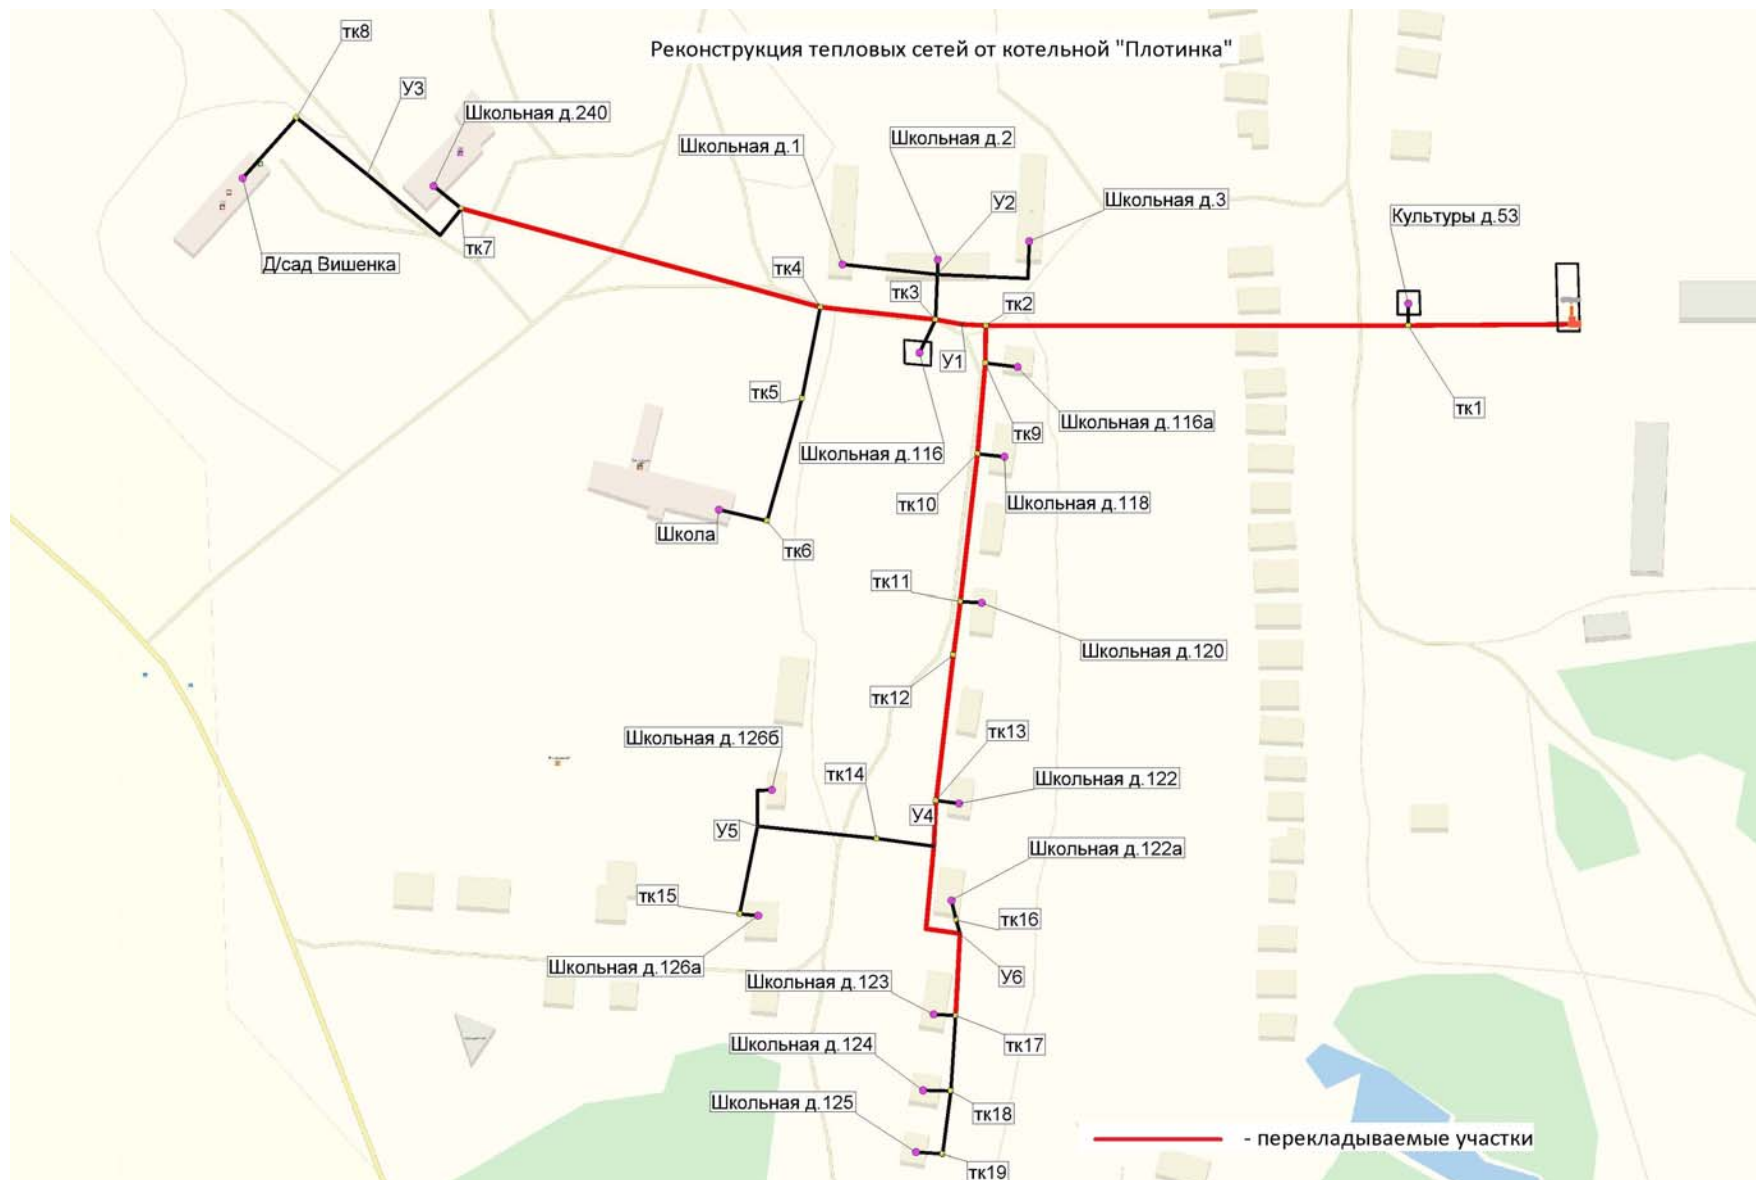 тк8
Реконструкция тепловых сетей от котельной "Плотинка"
У3
Школьная д.240
Школьная д.1
Школьная д.2
У2
Школьная д.3
Культуры д.53
тк7
Д/сад Вишенка
тк4
тк3
тк2
У1
тк5
тк1
Школьная д.116а
тк9
Школьная д.116
тк10
Школьная д.118
Школа
тк6
тк11
Школьная д.120
тк12
Школьная д.126б
тк13
тк14
Школьная д.122
У4
У5
Школьная д.122а
тк15
тк16
Школьная д.126а
У6
Школьная д.123
Школьная д.124
тк17
Школьная д.125
тк18
- перекладываемые участки
тк19